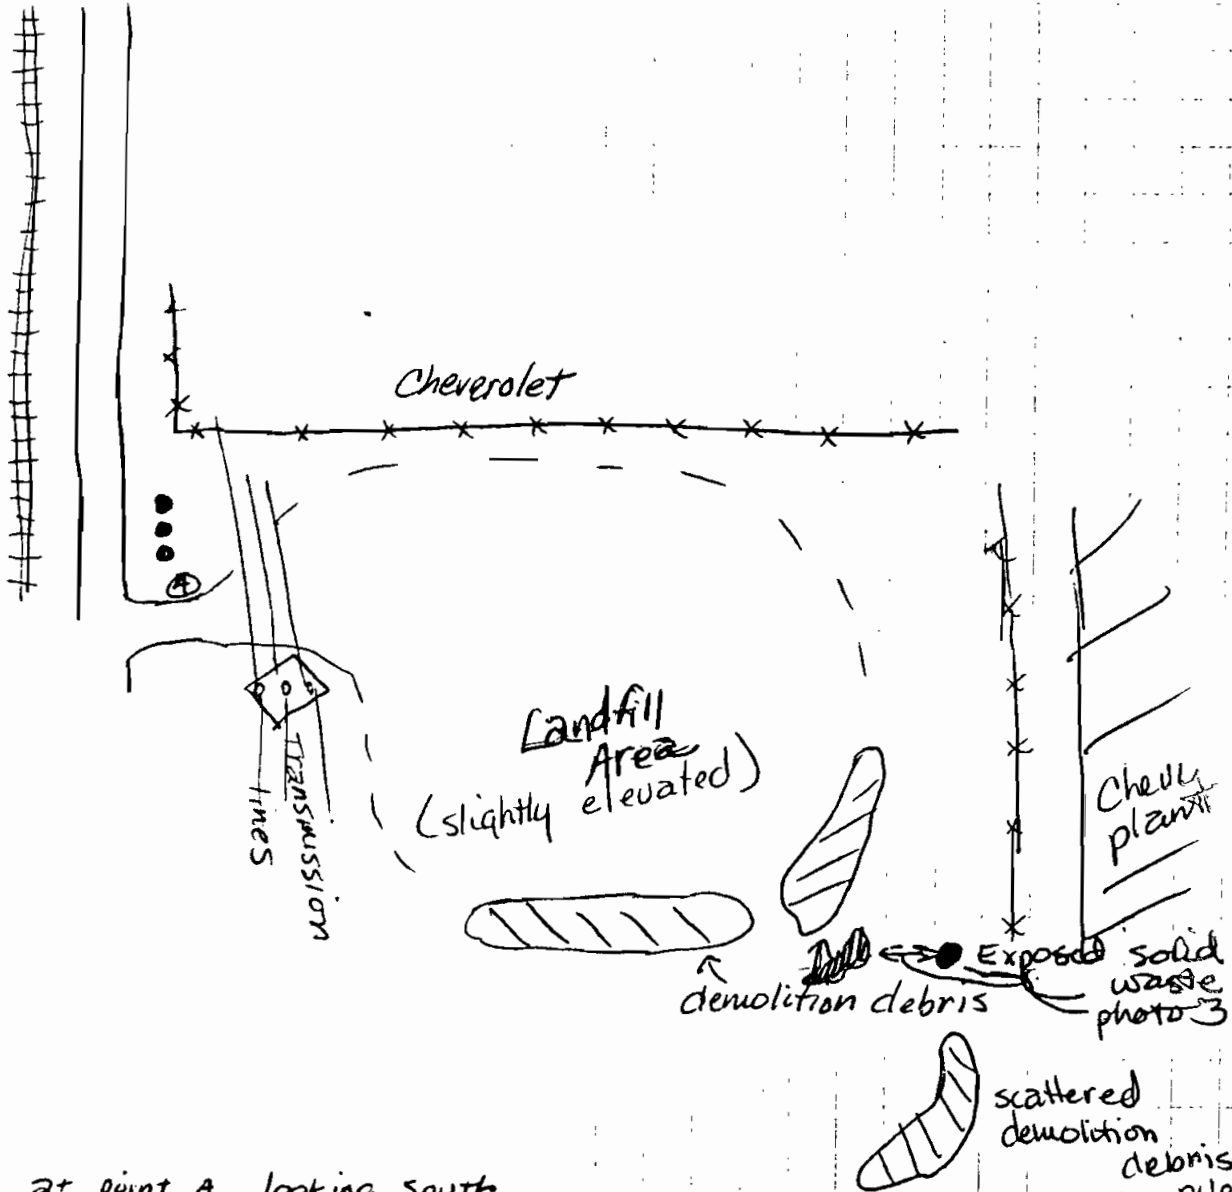 Cheverolet
4
Landfill
Area
(slightly elevated)
Transmission
lines
Chevy
plant
Exposed solid
waste
photo 3
demolition debris
scattered
demolition
debris
at point A looking South